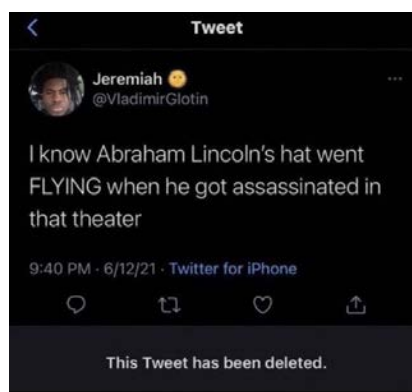 Tweet
Jeremiah
@VladimirGlotin
I know Abraham Lincoln's hat went
FLYING when he got assassinated in
that theater
9:40 PM · 6/12/21 · Twitter for iPhone
This Tweet has been deleted.